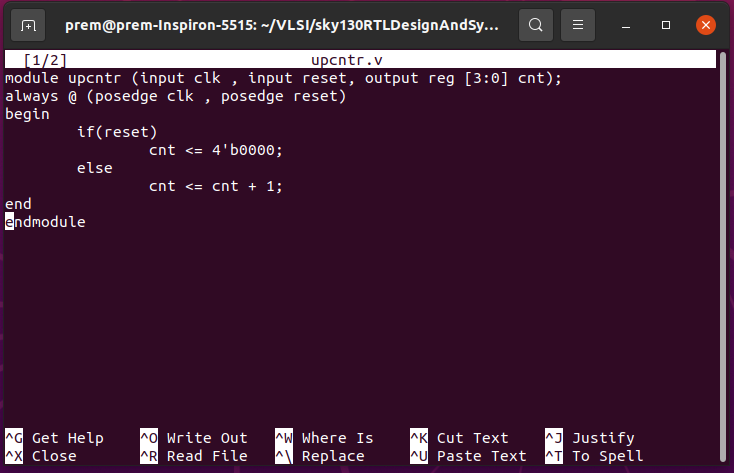 prem@prem-Inspiron-5515: ~/VLSI/sky130RTLDesignAndSy...
[1/2] upcntr.v
module upcntr (input clk , input reset, output reg [3:0] cnt);
always @ (posedge clk , posedge reset)
begin
        if(reset)
                cnt <= 4'b0000;
        else
                cnt <= cnt + 1;
end
endmodule
^G Get Help ^O Write Out ^W Where Is ^K Cut Text ^J Justify
^X Close ^R Read File ^\ Replace ^U Paste Text ^T To Spell